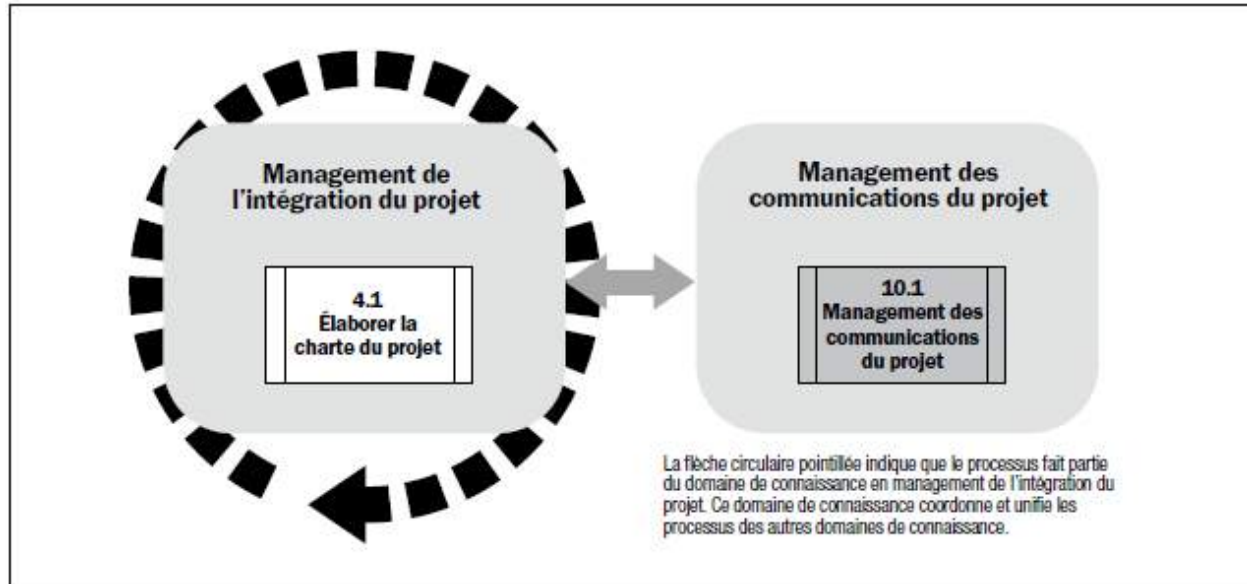 Management de
l'intégration du projet
4.1
Élaborer la
charte du projet
Management des
communications du projet
10.1
Management des
communications
du projet
La flèche circulaire pointillée indique que le processus fait partie
du domaine de connaissance en management de l'intégration du
projet. Ce domaine de connaissance coordonne et unifie les
processus des autres domaines de connaissance.